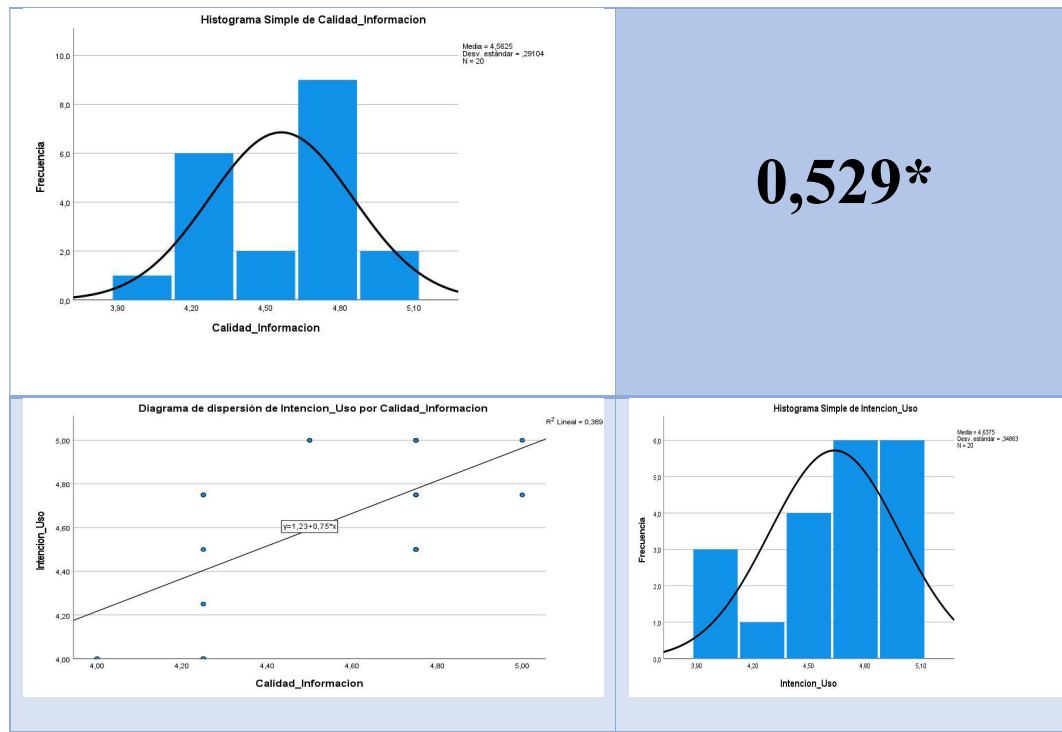 Histograma Simple de Calidad_Informacion
Media = 4,5625
Desv. estándar = ,29104
N = 20
10,0
8,0
6,0
4,0
2,0
0,0
Frecuencia
3,90 4,20 4,50 4,80 5,10
Calidad_Informacion
0,529*
Diagrama de dispersión de Intencion_Uso por Calidad_Informacion
R² Lineal = 0,389
5,00
4,80
4,60
4,40
4,20
4,00
Intencion_Uso
y=1,23+0,75*x
4,00 4,20 4,40 4,60 4,80 5,00
Calidad_Informacion
Histograma Simple de Intencion_Uso
Media = 4,6375
Desv. estándar = ,34863
N = 20
6,0
5,0
4,0
3,0
2,0
1,0
0,0
Frecuencia
3,90 4,20 4,50 4,80 5,10
Intencion_Uso